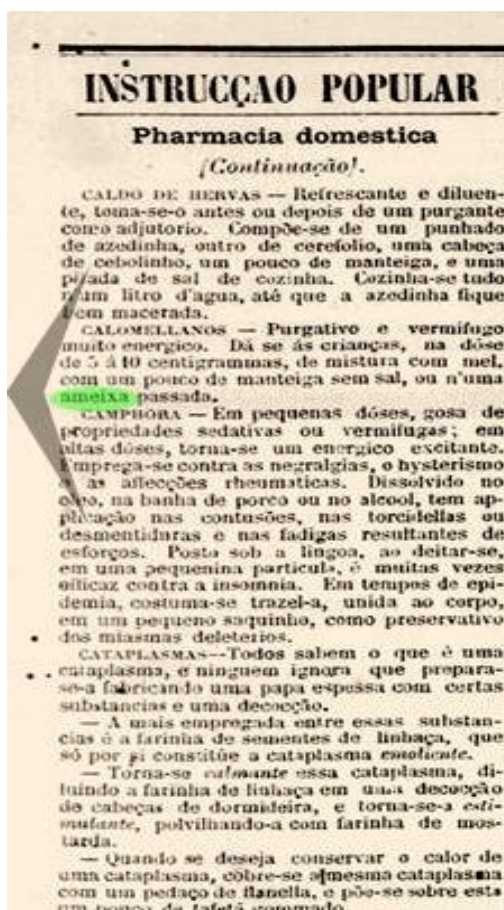 INSTRUCÇAO POPULAR
Pharmacia domestica
(Continuação).
CALDO DE HERVAS — Refrescante e diluen-
te, toma-se-o antes ou depois de um purgante
como adjutorio. Compõe-se de um punhado
de azedinha, outro de cerefolio, uma cabeça
de cebolinho, um pouco de manteiga, e uma
pitada de sal de cozinha. Cozinha-se tudo
n'um litro d'agua, até que a azedinha fique
bem macerada.
CALOMELLANOS — Purgativo e vermifugo
muito energico. Dá se ás crianças, na dóse
de 5 á 10 centigrammas, de mistura com mel,
com um pouco de manteiga sem sal, ou n'uma
ameixa passada.
CAMPHORA — Em pequenas dóses, gosa de
propriedades sedativas ou vermifugas; em
altas dóses, torna-se um energico excitante.
Emprega-se contra as negralgias, o hysterismo
e as affecções rheumaticas. Dissolvido no
oleo, na banha de porco ou no alcool, tem ap-
plicação nas contusões, nas torcidellas ou
desmentiduras e nas fadigas resultantes de
esforços. Posto sob a lingoa, ao deitar-se,
em uma pequenina particula, é muitas vezes
efficaz contra a insomnia. Em tempos de epi-
demia, costuma-se trazel-a, unida ao corpo,
em um pequeno saquinho, como preservativo
dos miasmas deleterios.
CATAPLASMAS--Todos sabem o que é uma
cataplasma, e ninguem ignora que prepara-
se-a fabricando uma papa espessa com certas
substancias e uma decocção.
— A mais empregada entre essas substan-
cias é a farinha de sementes de linhaça, que
só por si constitúe a cataplasma emoliente.
— Torna-se calmante essa cataplasma, di-
luindo a farinha de linhaça em uma decocção
de cabeças de dormideira, e torna-se-a esti-
mulante, polvilhando-a com farinha de mos-
tarda.
— Quando se deseja conservar o calor de
uma cataplasma, cobre-se a mesma cataplasma
com um pedaço de flanella, e põe-se sobre esta
um pouco de tafetá gommado.